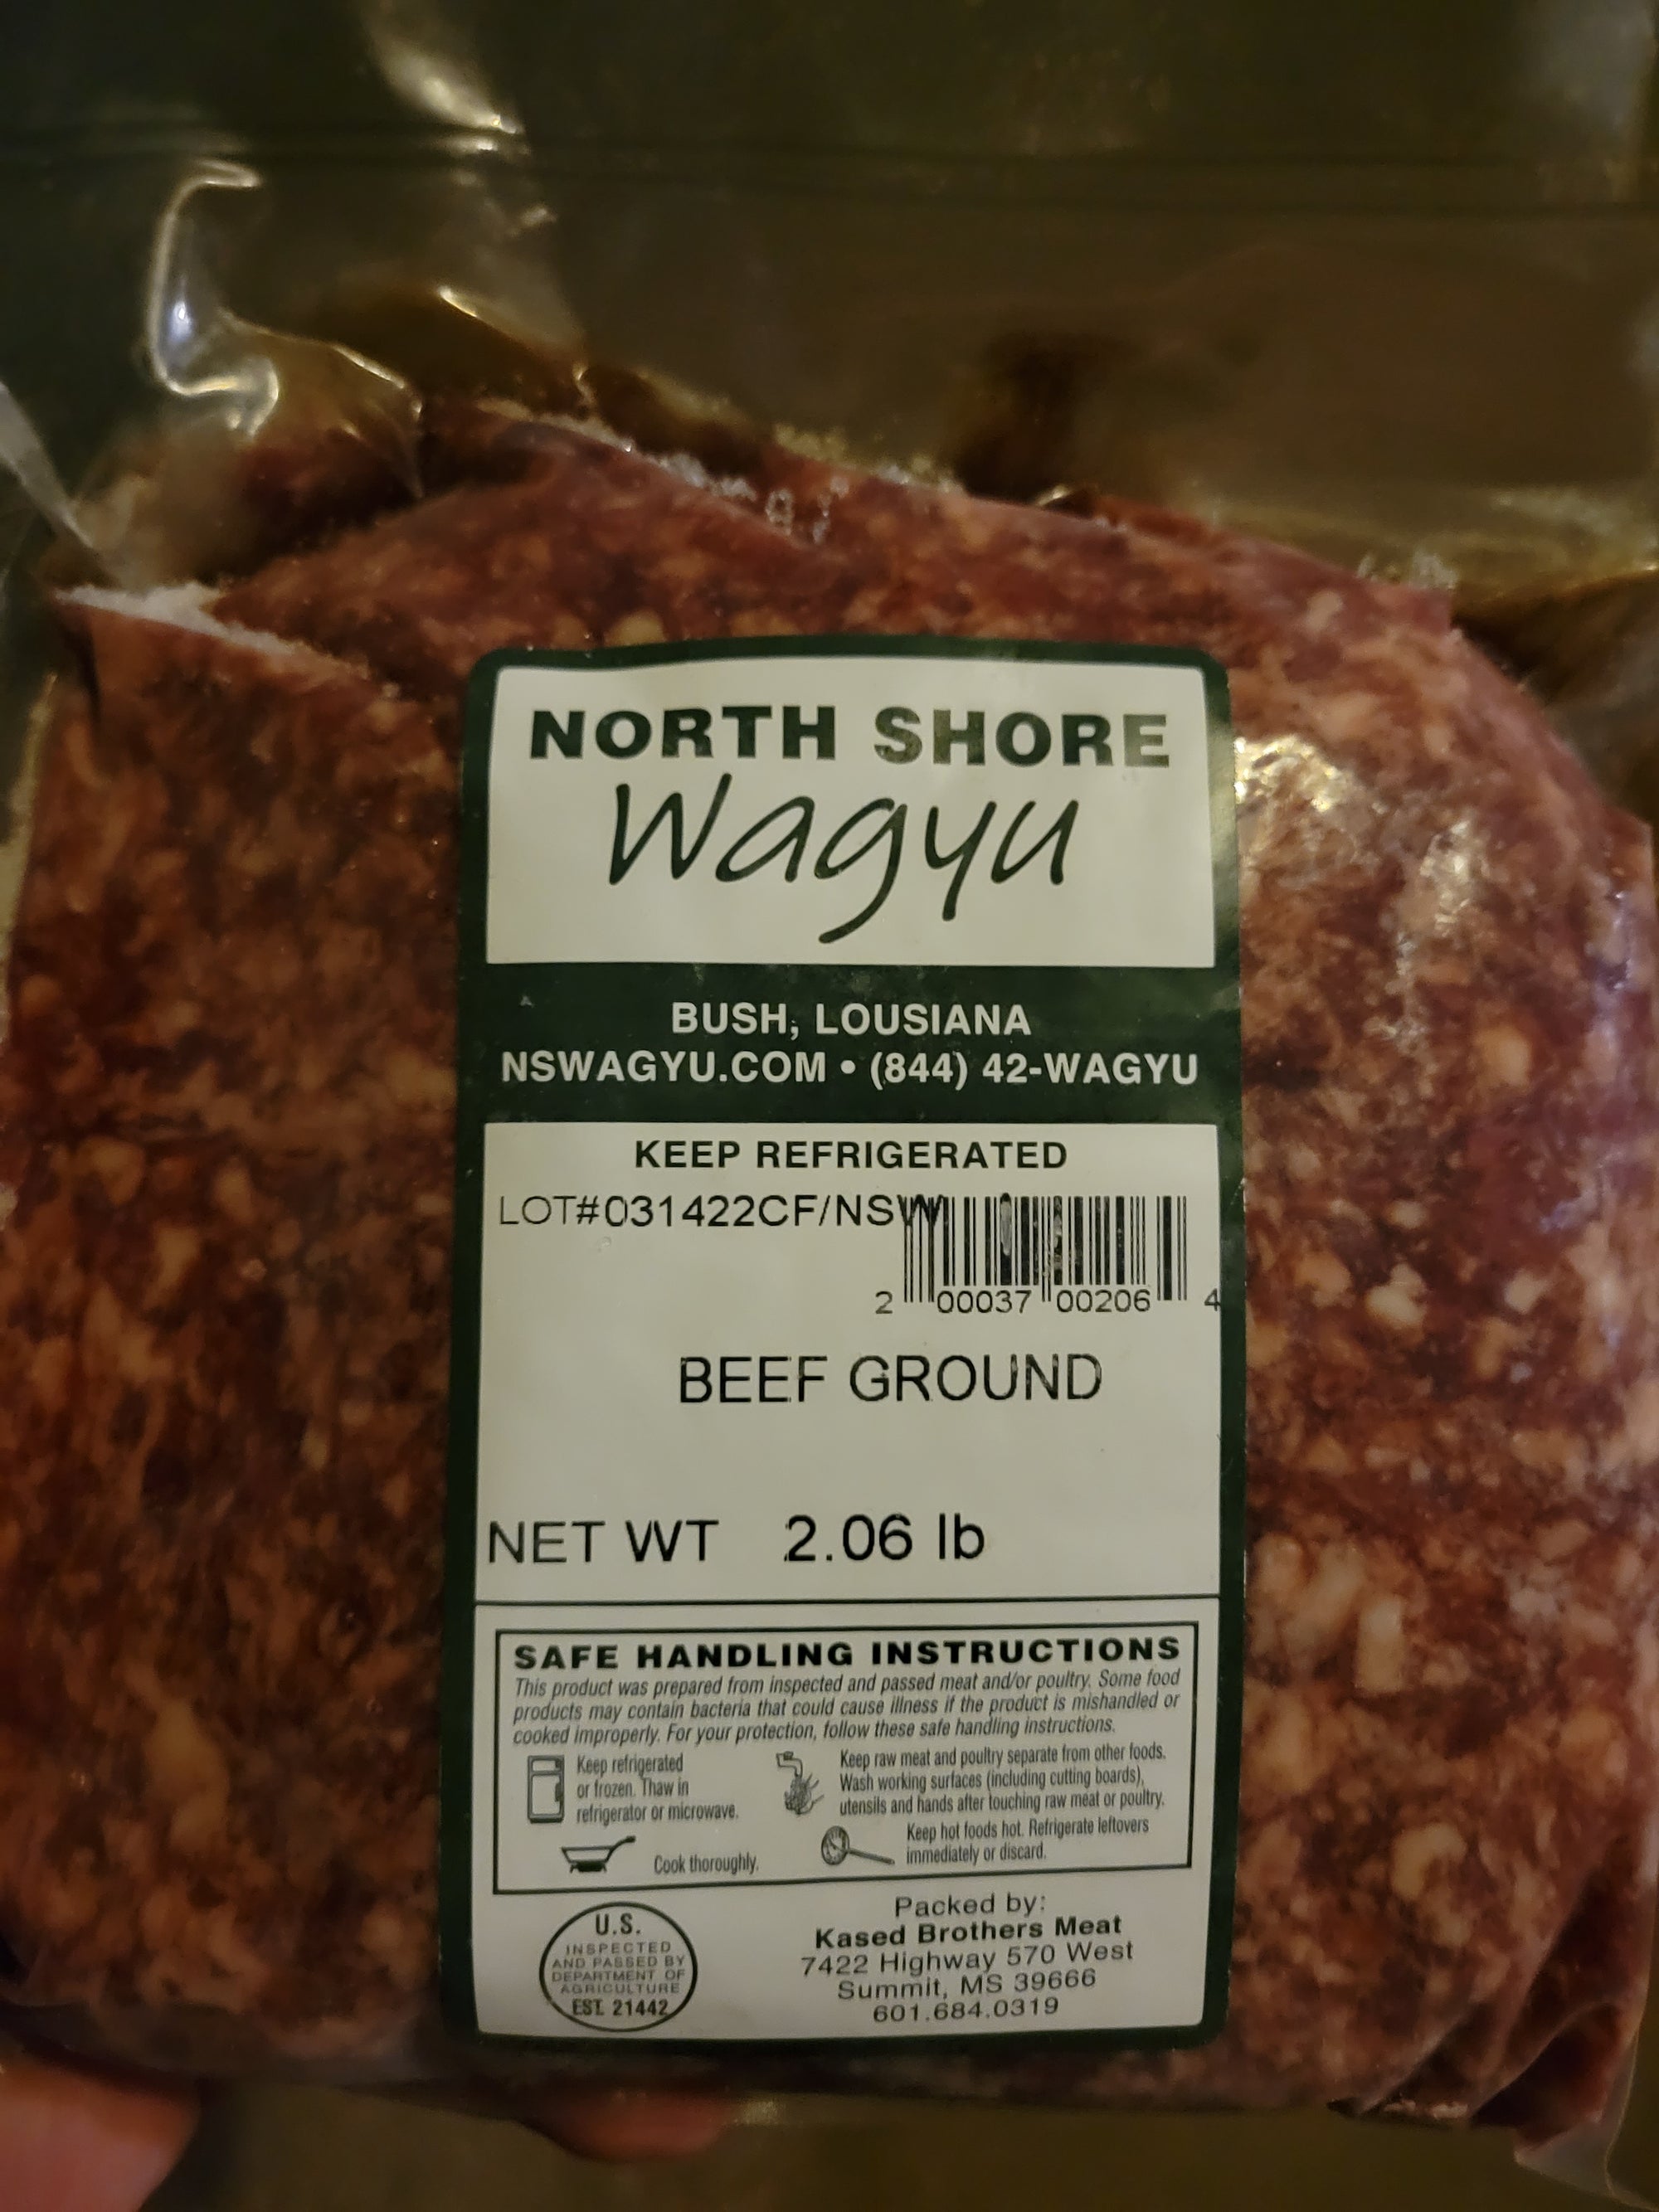 NORTH SHORE
Wagyu
BUSH, LOUSIANA
NSWAGYU.COM • (844) 42-WAGYU
KEEP REFRIGERATED
LOT#031422CF/NSW
2 00037 00206 4
BEEF GROUND
NET WT 2.06 lb
SAFE HANDLING INSTRUCTIONS
This product was prepared from inspected and passed meat and/or poultry. Some food
products may contain bacteria that could cause illness if the product is mishandled or
cooked improperly. For your protection, follow these safe handling instructions.
Keep refrigerated
or frozen. Thaw in
refrigerator or microwave.
Keep raw meat and poultry separate from other foods.
Wash working surfaces (including cutting boards),
utensils and hands after touching raw meat or poultry.
Cook thoroughly.
Keep hot foods hot. Refrigerate leftovers
immediately or discard.
U.S.
INSPECTED
AND PASSED BY
DEPARTMENT OF
AGRICULTURE
EST. 21442
Packed by:
Kased Brothers Meat
7422 Highway 570 West
Summit, MS 39666
601.684.0319